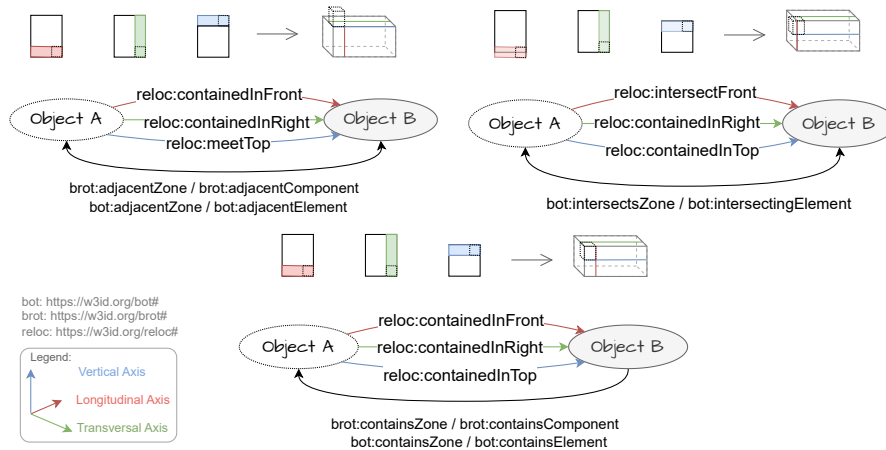 Object A
reloc:containedInFront
reloc:containedInRight
reloc:meetTop
Object B
brot:adjacentZone / brot:adjacentComponent
bot:adjacentZone / bot:adjacentElement
Object A
reloc:intersectFront
reloc:containedInRight
reloc:containedInTop
Object B
bot:intersectsZone / bot:intersectingElement
bot: https://w3id.org/bot#
brot: https://w3id.org/brot#
reloc: https://w3id.org/reloc#
Legend:
Vertical Axis
Longitudinal Axis
Transversal Axis
Object A
reloc:containedInFront
reloc:containedInRight
reloc:containedInTop
Object B
brot:containsZone / brot:containsComponent
bot:containsZone / bot:containsElement